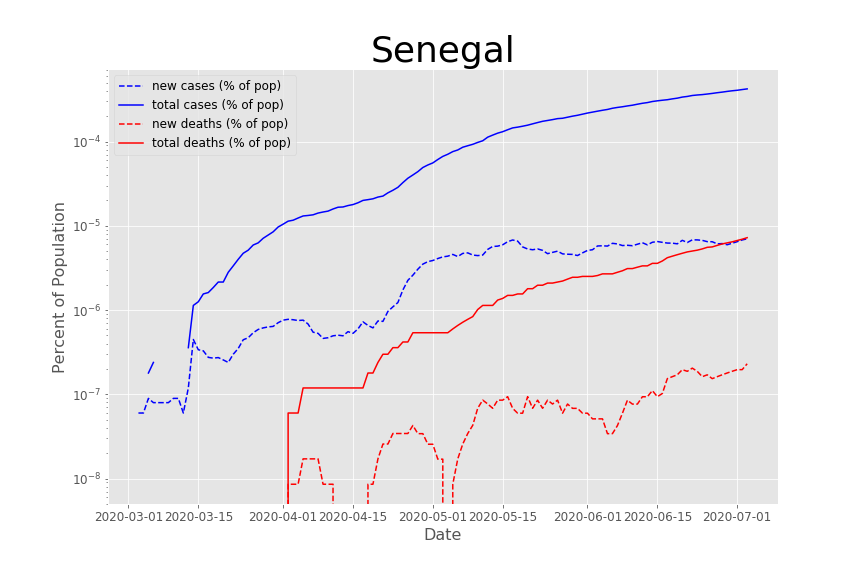 Senegal
new cases (% of pop)
total cases (% of pop)
new deaths (% of pop)
total deaths (% of pop)
10⁻⁴
10⁻⁵
10⁻⁶
10⁻⁷
10⁻⁸
Percent of Population
2020-03-01 2020-03-15 2020-04-01 2020-04-15 2020-05-01 2020-05-15 2020-06-01 2020-06-15 2020-07-01
Date